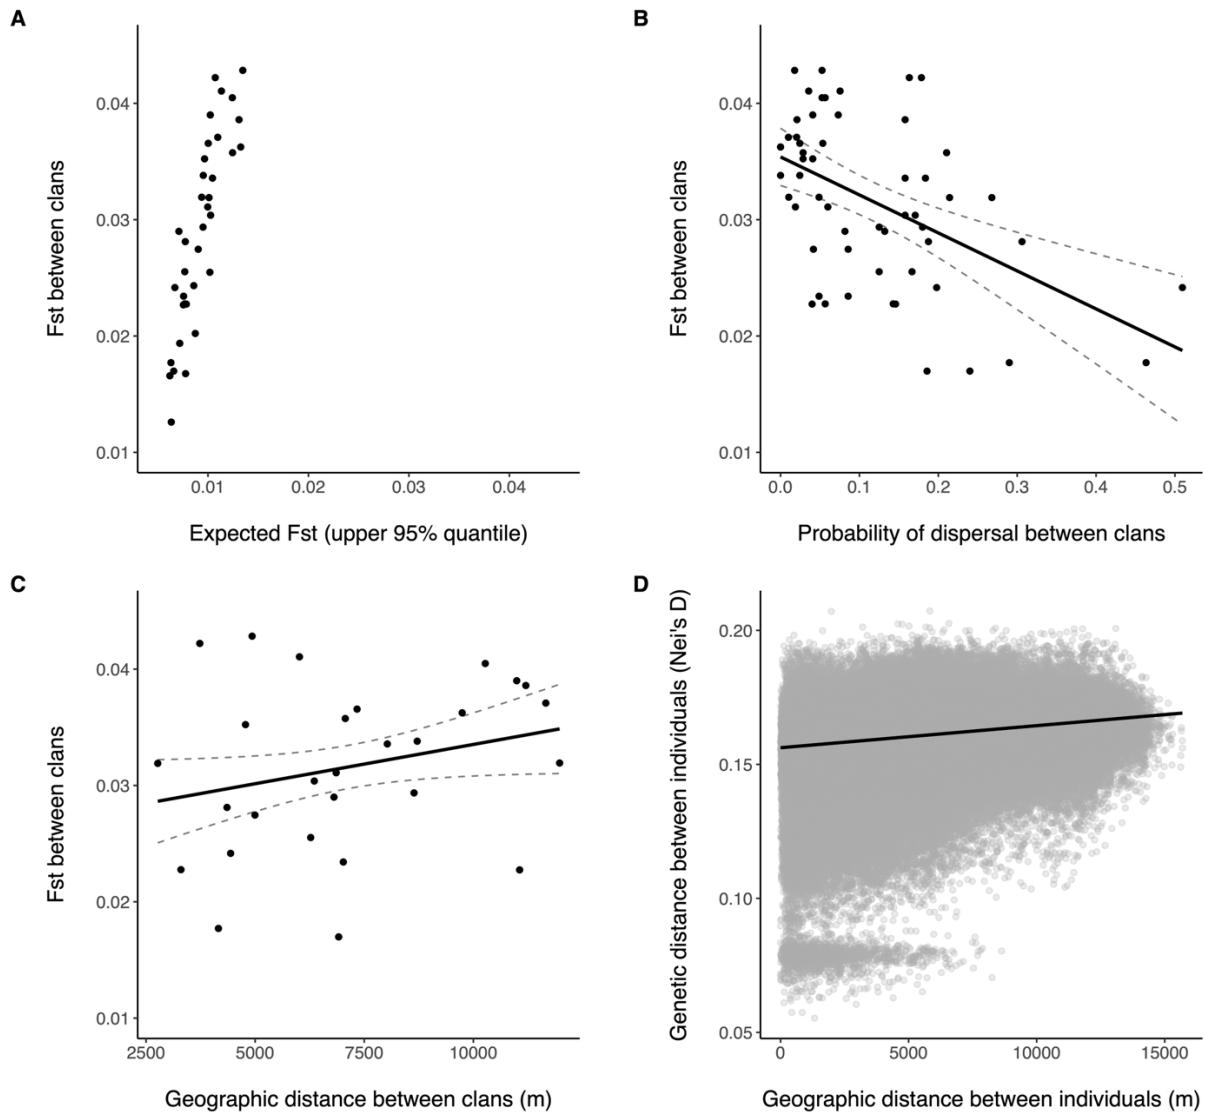 A
Fst between clans
0.04
0.03
0.02
0.01
0.01 0.02 0.03 0.04
Expected Fst (upper 95% quantile)
B
Fst between clans
0.04
0.03
0.02
0.01
0.0 0.1 0.2 0.3 0.4 0.5
Probability of dispersal between clans
C
Fst between clans
0.04
0.03
0.02
0.01
2500 5000 7500 10000
Geographic distance between clans (m)
D
Genetic distance between individuals (Nei's D)
0.20
0.15
0.10
0.05
0 5000 10000 15000
Geographic distance between individuals (m)